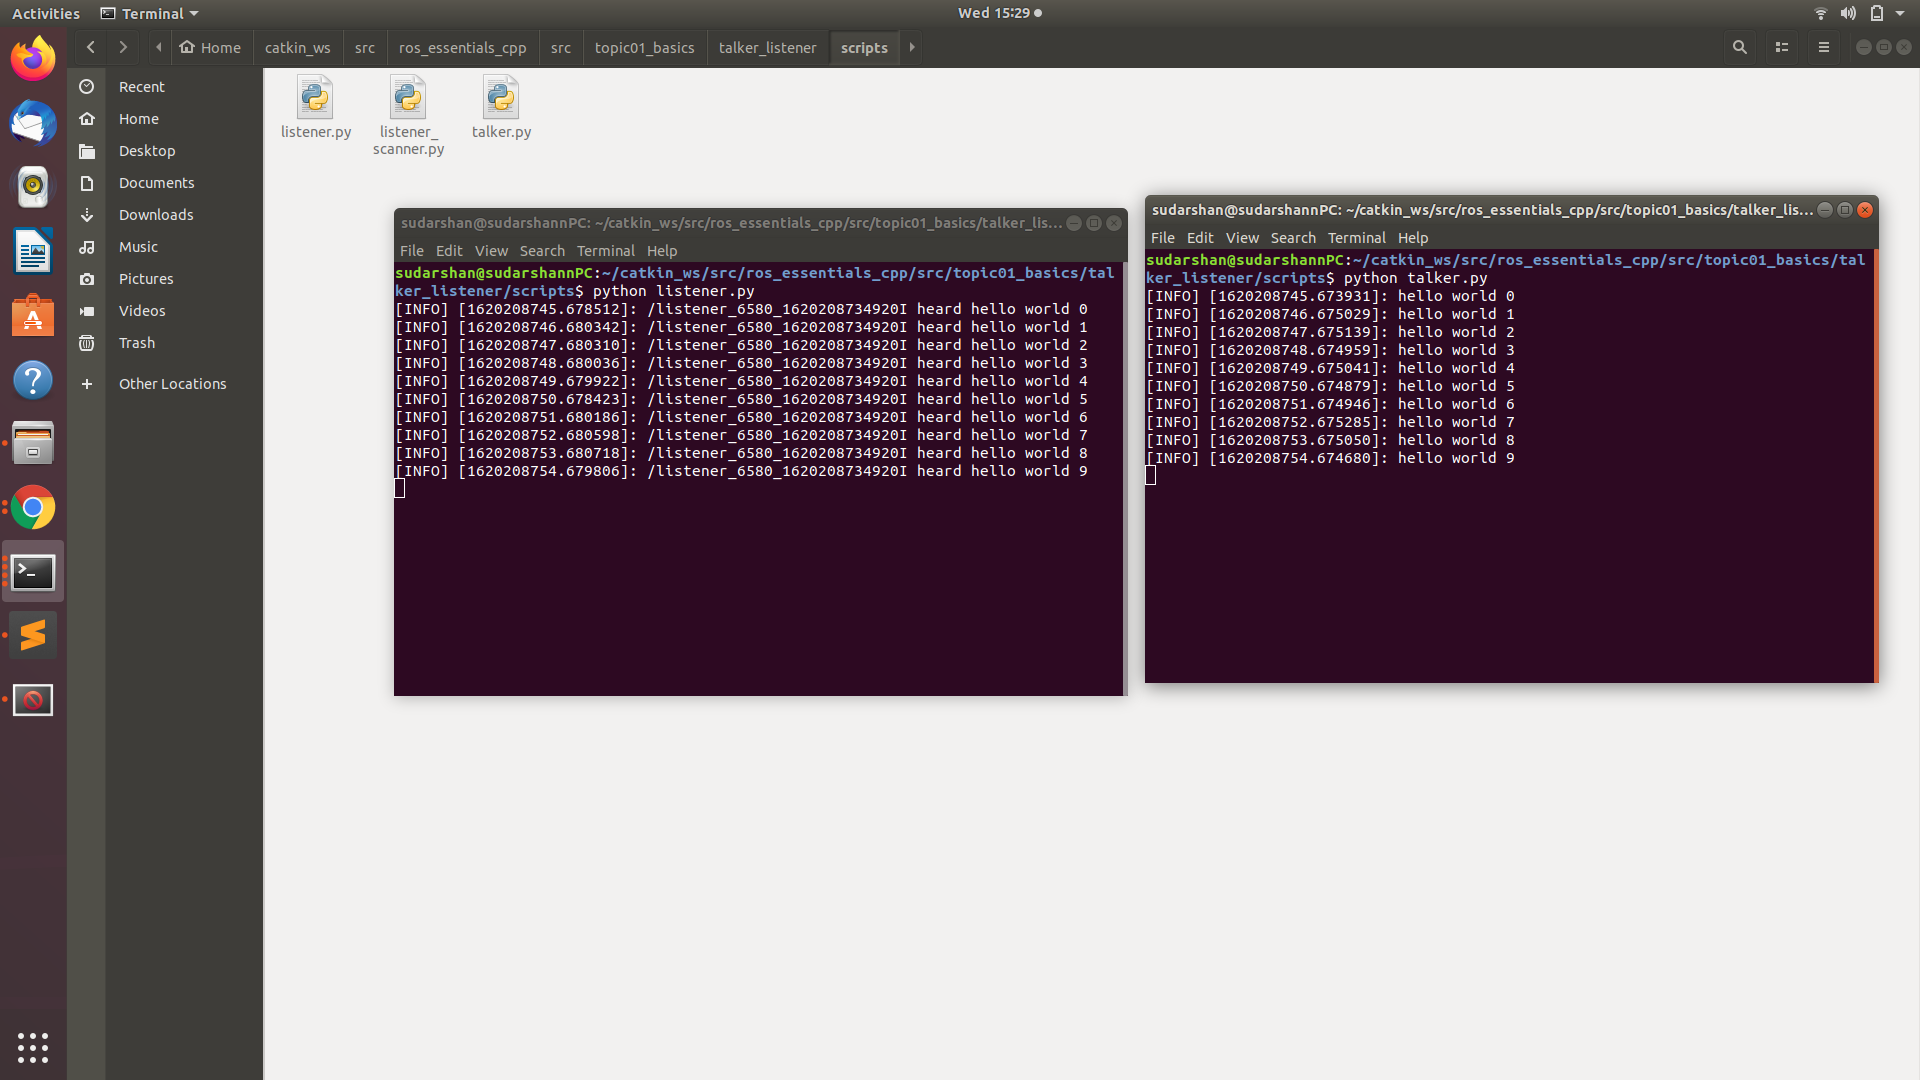 Activities Terminal Wed 15:29
Home catkin_ws src ros_essentials_cpp src topic01_basics talker_listener scripts
Recent
Home
Desktop
Documents
Downloads
Music
Pictures
Videos
Trash
Other Locations
listener.py
listener_
scanner.py
talker.py
sudarshan@sudarshannPC: ~/catkin_ws/src/ros_essentials_cpp/src/topic01_basics/talker_lis...
File Edit View Search Terminal Help
sudarshan@sudarshannPC:~/catkin_ws/src/ros_essentials_cpp/src/topic01_basics/tal
ker_listener/scripts$ python listener.py
[INFO] [1620208745.678512]: /listener_6580_1620208734920I heard hello world 0
[INFO] [1620208746.680342]: /listener_6580_1620208734920I heard hello world 1
[INFO] [1620208747.680310]: /listener_6580_1620208734920I heard hello world 2
[INFO] [1620208748.680036]: /listener_6580_1620208734920I heard hello world 3
[INFO] [1620208749.679922]: /listener_6580_1620208734920I heard hello world 4
[INFO] [1620208750.678423]: /listener_6580_1620208734920I heard hello world 5
[INFO] [1620208751.680186]: /listener_6580_1620208734920I heard hello world 6
[INFO] [1620208752.680598]: /listener_6580_1620208734920I heard hello world 7
[INFO] [1620208753.680718]: /listener_6580_1620208734920I heard hello world 8
[INFO] [1620208754.679806]: /listener_6580_1620208734920I heard hello world 9
sudarshan@sudarshannPC: ~/catkin_ws/src/ros_essentials_cpp/src/topic01_basics/talker_lis...
File Edit View Search Terminal Help
sudarshan@sudarshannPC:~/catkin_ws/src/ros_essentials_cpp/src/topic01_basics/tal
ker_listener/scripts$ python talker.py
[INFO] [1620208745.673931]: hello world 0
[INFO] [1620208746.675029]: hello world 1
[INFO] [1620208747.675139]: hello world 2
[INFO] [1620208748.674959]: hello world 3
[INFO] [1620208749.675041]: hello world 4
[INFO] [1620208750.674879]: hello world 5
[INFO] [1620208751.674946]: hello world 6
[INFO] [1620208752.675285]: hello world 7
[INFO] [1620208753.675050]: hello world 8
[INFO] [1620208754.674680]: hello world 9